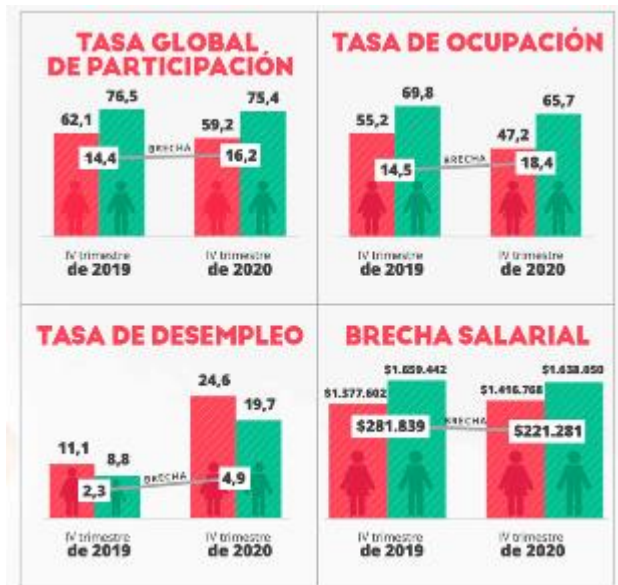 TASA GLOBAL
DE PARTICIPACIÓN
62,1
76,5
14,4
BRECHA
59,2
75,4
16,2
IV trimestre
de 2019
IV trimestre
de 2020
TASA DE OCUPACIÓN
55,2
69,8
14,5
BRECHA
47,2
65,7
18,4
IV trimestre
de 2019
IV trimestre
de 2020
TASA DE DESEMPLEO
11,1
8,8
2,3
BRECHA
24,6
19,7
4,9
IV trimestre
de 2019
IV trimestre
de 2020
BRECHA SALARIAL
$1.377.602
$1.659.442
$281.839
BRECHA
$1.416.768
$1.638.050
$221.281
IV trimestre
de 2019
IV trimestre
de 2020